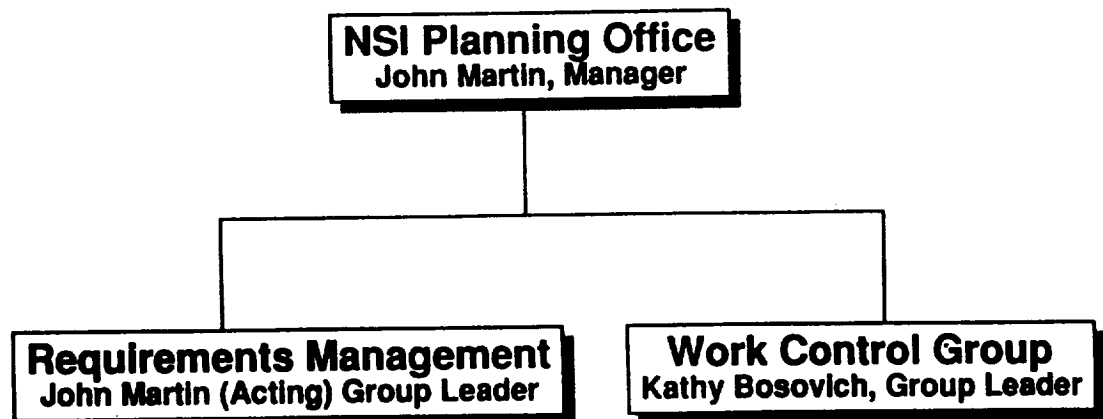 NSI Planning Office
John Martin, Manager
Requirements Management
John Martin (Acting) Group Leader
Work Control Group
Kathy Bosovich, Group Leader